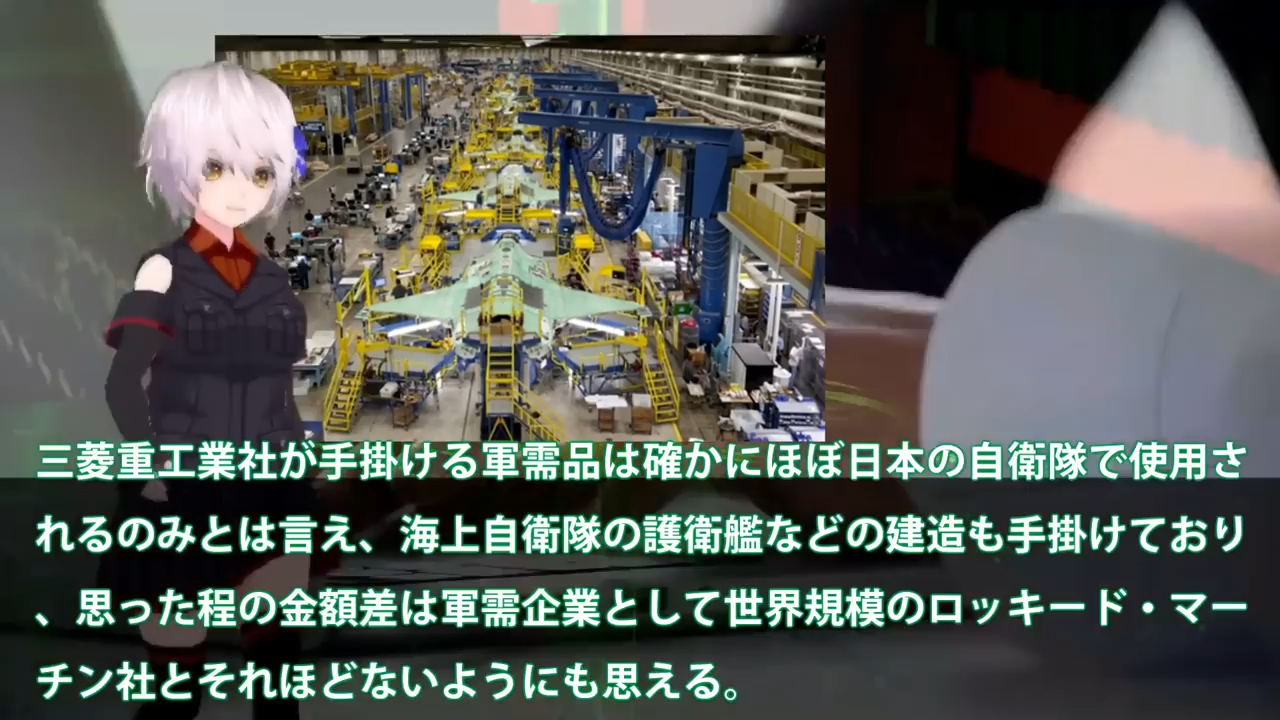 三菱重工業社が手掛ける軍需品は確かにほぼ日本の自衛隊で使用さ
れるのみとは言え、海上自衛隊の護衛艦などの建造も手掛けており
、思った程の金額差は軍需企業として世界規模のロッキード・マー
チン社とそれほどないようにも思える。